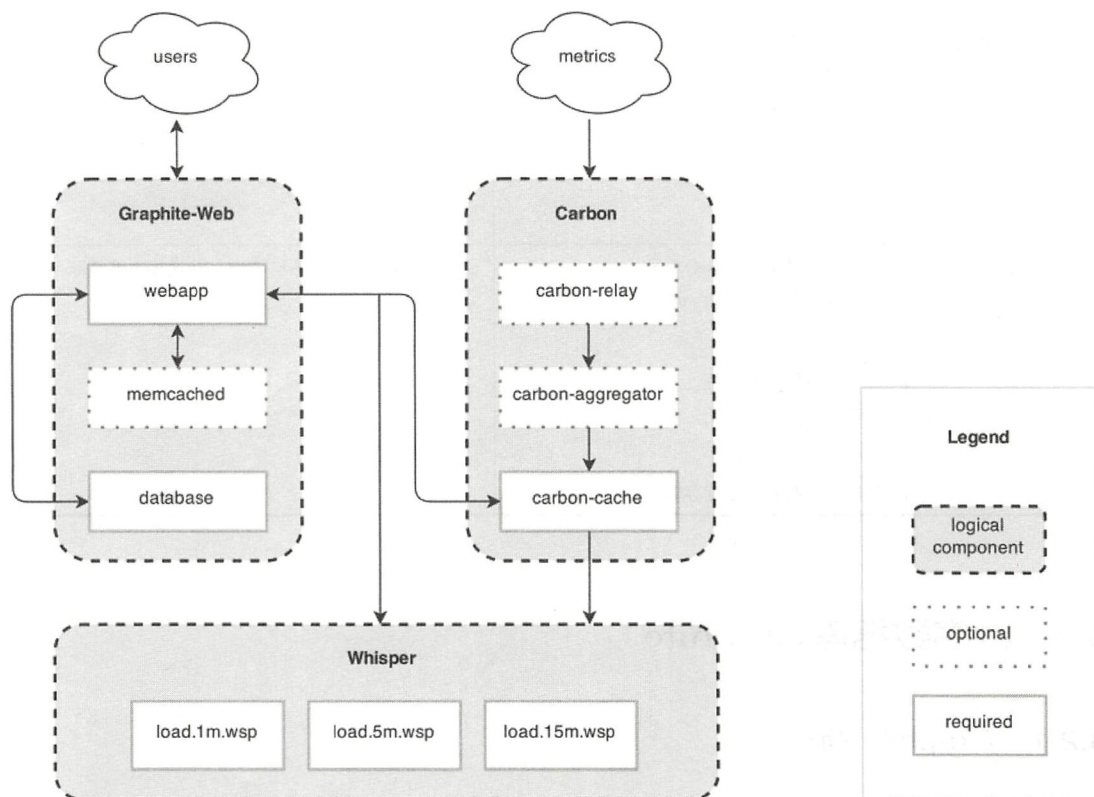 users
metrics
Graphite-Web
Carbon
webapp
carbon-relay
memcached
carbon-aggregator
database
carbon-cache
Whisper
load.1m.wsp
load.5m.wsp
load.15m.wsp
Legend
logical
component
optional
required